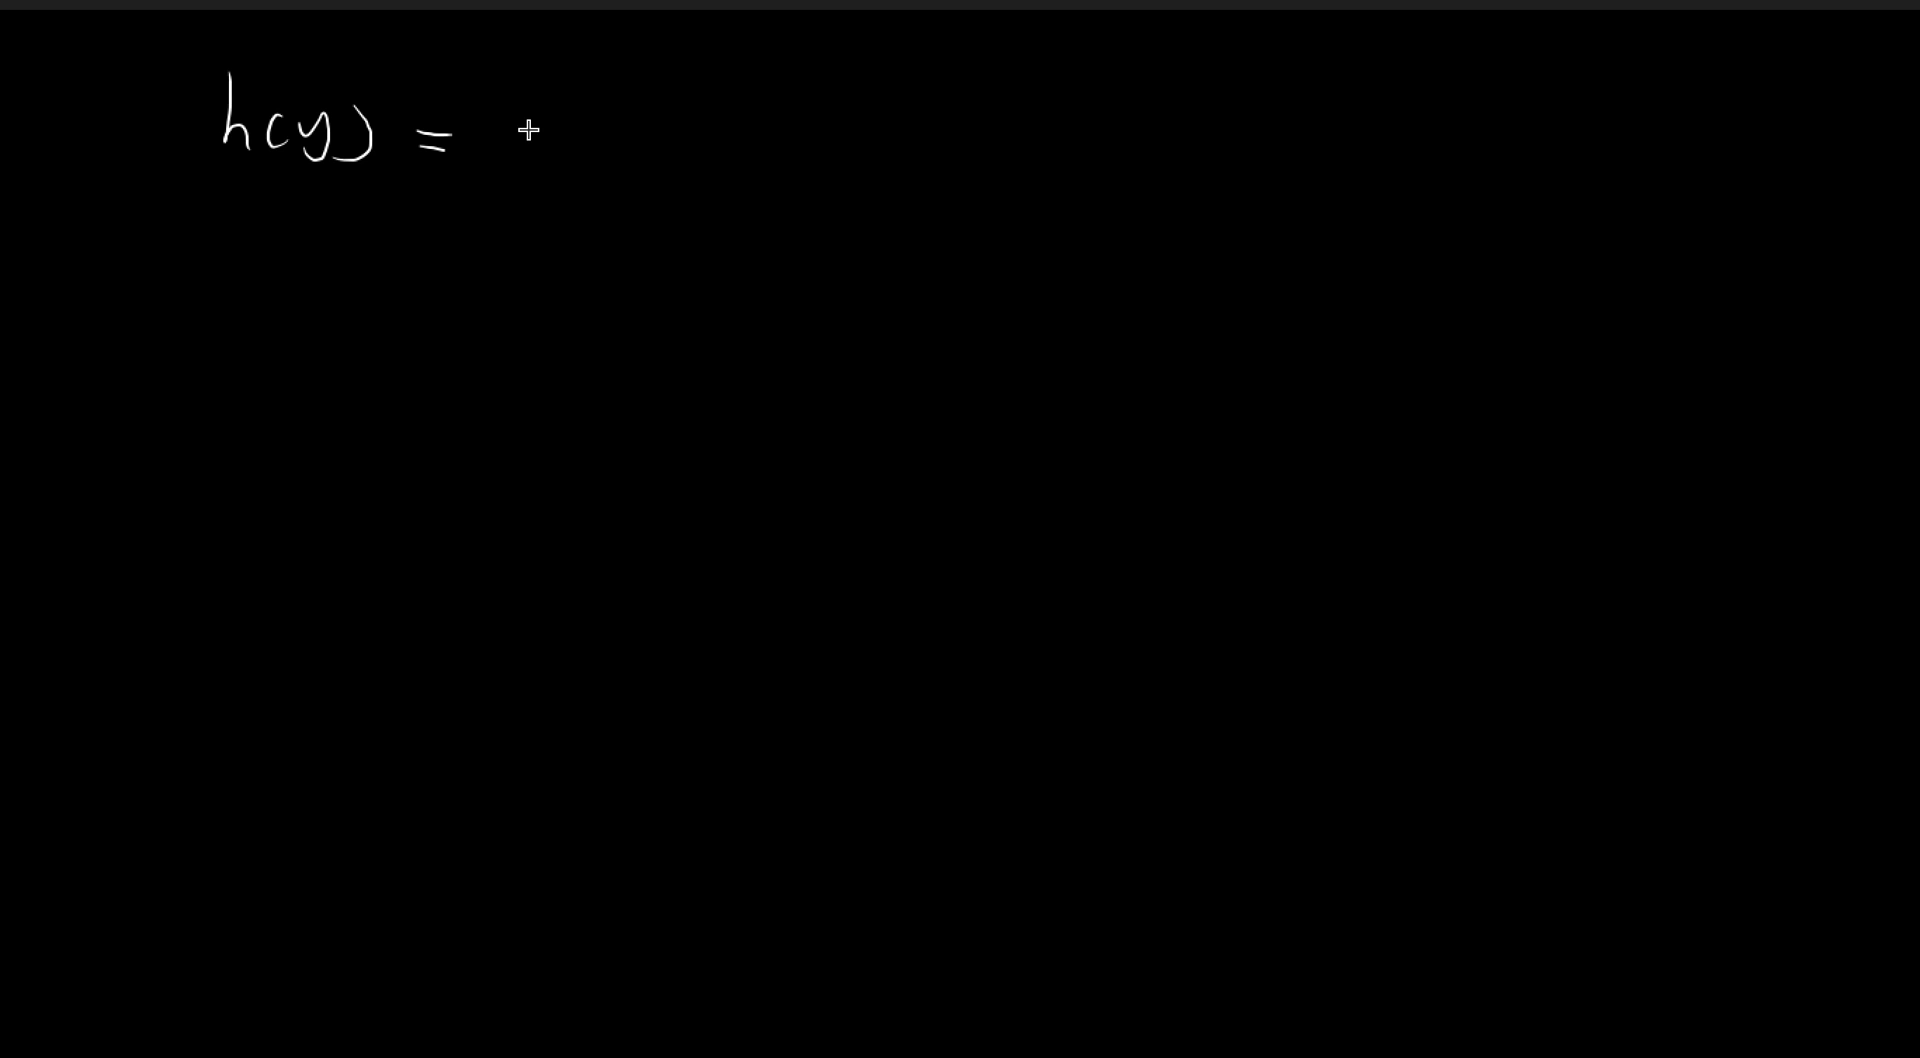 h(y) =